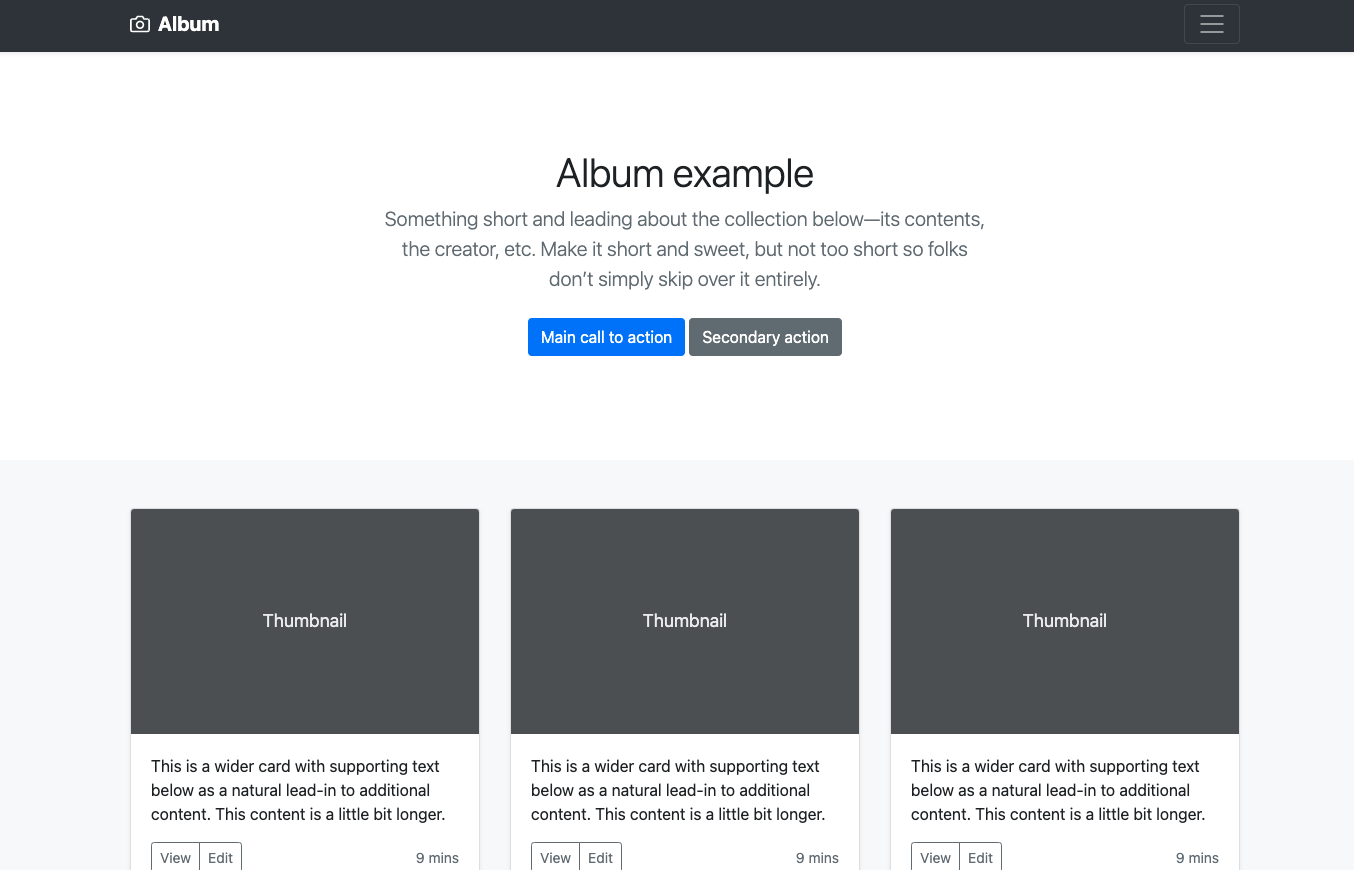 Album
Album example
Something short and leading about the collection below—its contents,
the creator, etc. Make it short and sweet, but not too short so folks
don’t simply skip over it entirely.
Main call to action Secondary action
Thumbnail
This is a wider card with supporting text
below as a natural lead-in to additional
content. This content is a little bit longer.
View Edit 9 mins
Thumbnail
This is a wider card with supporting text
below as a natural lead-in to additional
content. This content is a little bit longer.
View Edit 9 mins
Thumbnail
This is a wider card with supporting text
below as a natural lead-in to additional
content. This content is a little bit longer.
View Edit 9 mins